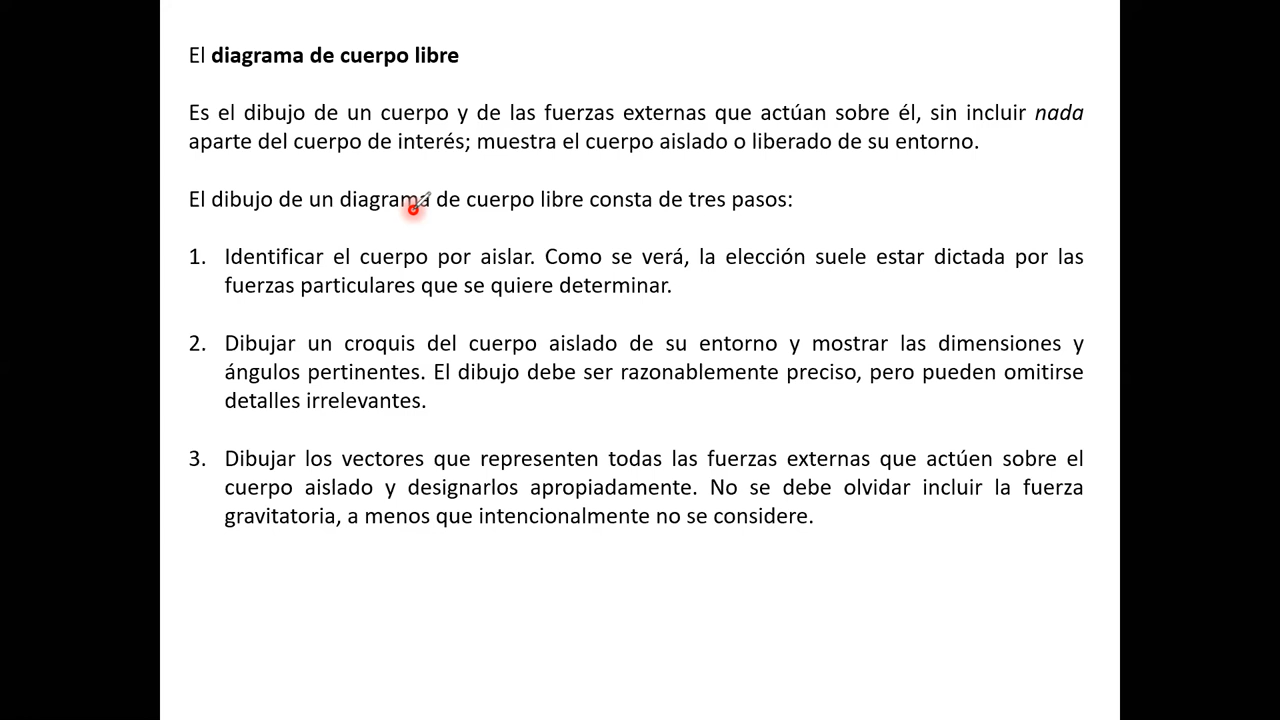 El diagrama de cuerpo libre
Es el dibujo de un cuerpo y de las fuerzas externas que actúan sobre él, sin incluir nada
aparte del cuerpo de interés; muestra el cuerpo aislado o liberado de su entorno.
El dibujo de un diagrama de cuerpo libre consta de tres pasos:
1. Identificar el cuerpo por aislar. Como se verá, la elección suele estar dictada por las
fuerzas particulares que se quiere determinar.
2. Dibujar un croquis del cuerpo aislado de su entorno y mostrar las dimensiones y
ángulos pertinentes. El dibujo debe ser razonablemente preciso, pero pueden omitirse
detalles irrelevantes.
3. Dibujar los vectores que representen todas las fuerzas externas que actúen sobre el
cuerpo aislado y designarlos apropiadamente. No se debe olvidar incluir la fuerza
gravitatoria, a menos que intencionalmente no se considere.